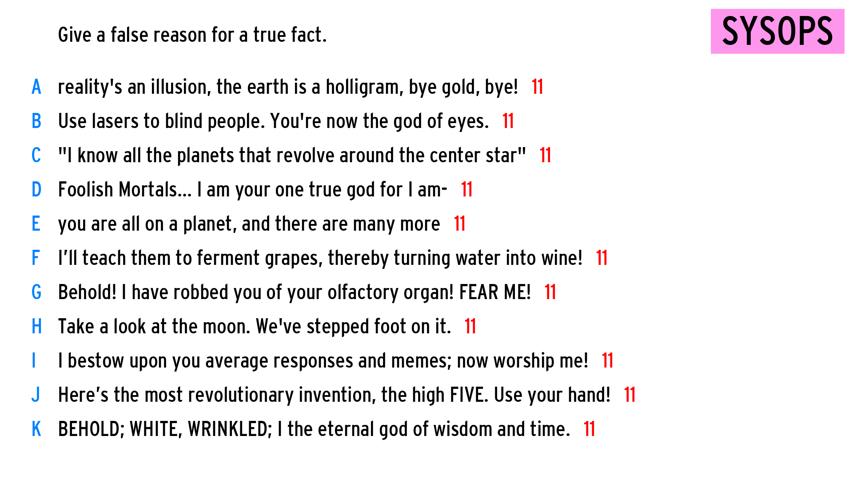 Give a false reason for a true fact.
SYSOPS
A reality's an illusion, the earth is a holligram, bye gold, bye! 11
B Use lasers to blind people. You're now the god of eyes. 11
C "I know all the planets that revolve around the center star" 11
D Foolish Mortals... I am your one true god for I am- 11
E you are all on a planet, and there are many more 11
F I’ll teach them to ferment grapes, thereby turning water into wine! 11
G Behold! I have robbed you of your olfactory organ! FEAR ME! 11
H Take a look at the moon. We've stepped foot on it. 11
I I bestow upon you average responses and memes; now worship me! 11
J Here’s the most revolutionary invention, the high FIVE. Use your hand! 11
K BEHOLD; WHITE, WRINKLED; I the eternal god of wisdom and time. 11